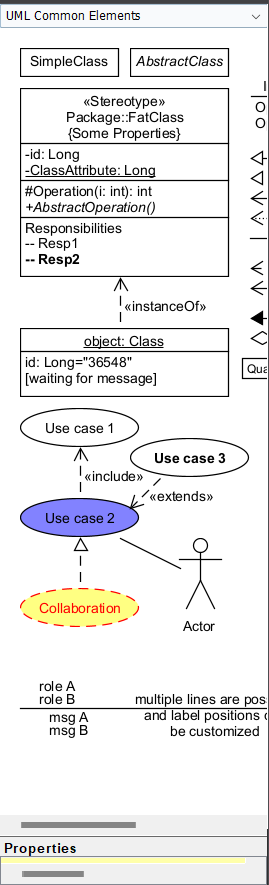 UML Common Elements
SimpleClass
AbstractClass
«Stereotype»
Package::FatClass
{Some Properties}
-id: Long
-ClassAttribute: Long
#Operation(i: int): int
+AbstractOperation()
Responsibilities
-- Resp1
-- Resp2
«instanceOf»
object: Class
id: Long="36548"
[waiting for message]
Use case 1
«include»
Use case 3
«extends»
Use case 2
Collaboration
Actor
role A
role B
msg A
msg B
multiple lines are pos
and label positions
be customized
Properties